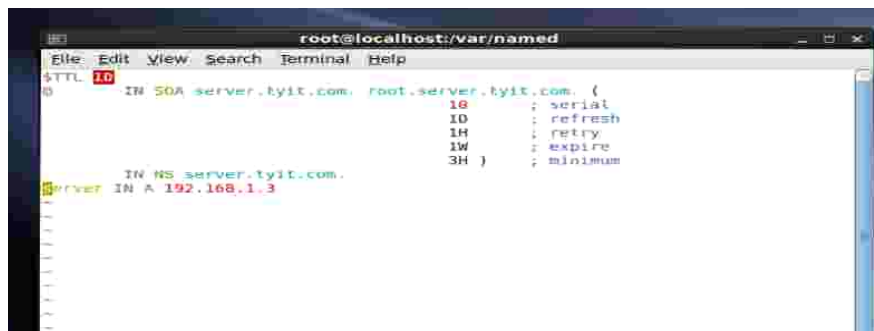 root@localhost:/var/named
File Edit View Search Terminal Help
$TTL 1D
@ IN SOA server.tyit.com. root.server.tyit.com. (
10 ; serial
1D ; refresh
1H ; retry
1W ; expire
3H ) ; minimum
IN NS server.tyit.com.
server IN A 192.168.1.3
~
~
~
~
~
~
~
~